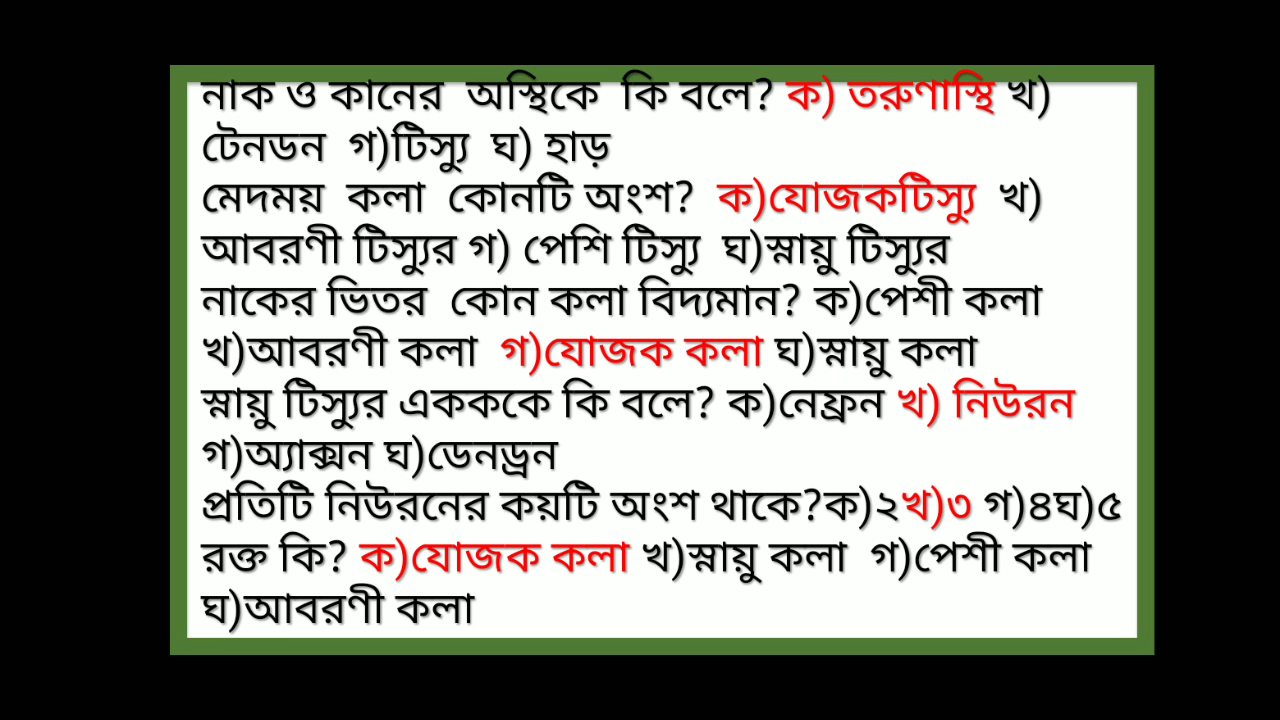 নাক ও কানের অস্থিকে কি বলে? ক) তরুণাস্থি খ)
টেনডন গ)টিস্যু ঘ) হাড়
মেদময় কলা কোনটি অংশ? ক)যোজকটিস্যু খ)
আবরণী টিস্যুর গ) পেশি টিস্যু ঘ)স্নায়ু টিস্যুর
নাকের ভিতর কোন কলা বিদ্যমান? ক)পেশী কলা
খ)আবরণী কলা গ)যোজক কলা ঘ)স্নায়ু কলা
স্নায়ু টিস্যুর একককে কি বলে? ক)নেফ্রন খ) নিউরন
গ)অ্যাক্সন ঘ)ডেনড্রন
প্রতিটি নিউরনের কয়টি অংশ থাকে?ক)২খ)৩ গ)৪ঘ)৫
রক্ত কি? ক)যোজক কলা খ)স্নায়ু কলা গ)পেশী কলা
ঘ)আবরণী কলা